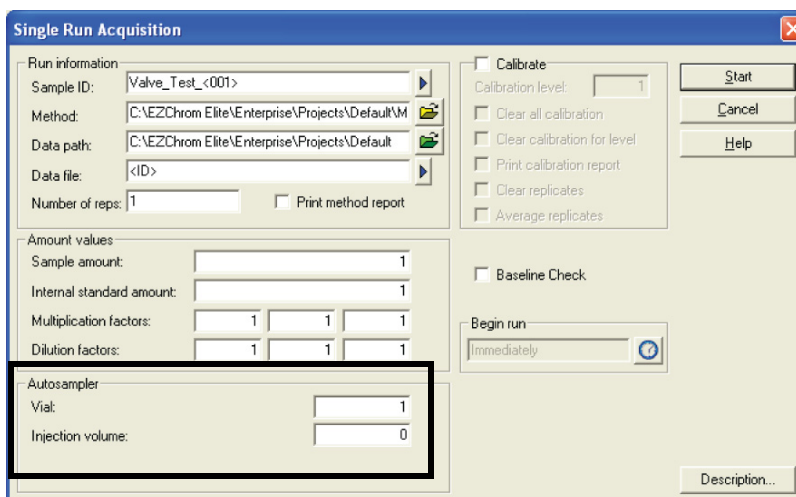 Single Run Acquisition
Run information
Sample ID: Valve_Test_<001>
Method: C:\EZChrom Elite\Enterprise\Projects\Default\M
Data path: C:\EZChrom Elite\Enterprise\Projects\Default
Data file: <ID>
Number of reps: 1 Print method report
Amount values
Sample amount: 1
Internal standard amount: 1
Multiplication factors: 1 1 1
Dilution factors: 1 1 1
Autosampler
Vial: 1
Injection volume: 0
Calibrate
Calibration level: 1
Clear all calibration
Clear calibration for level
Print calibration report
Clear replicates
Average replicates
Baseline Check
Begin run
Immediately
Start
Cancel
Help
Description...